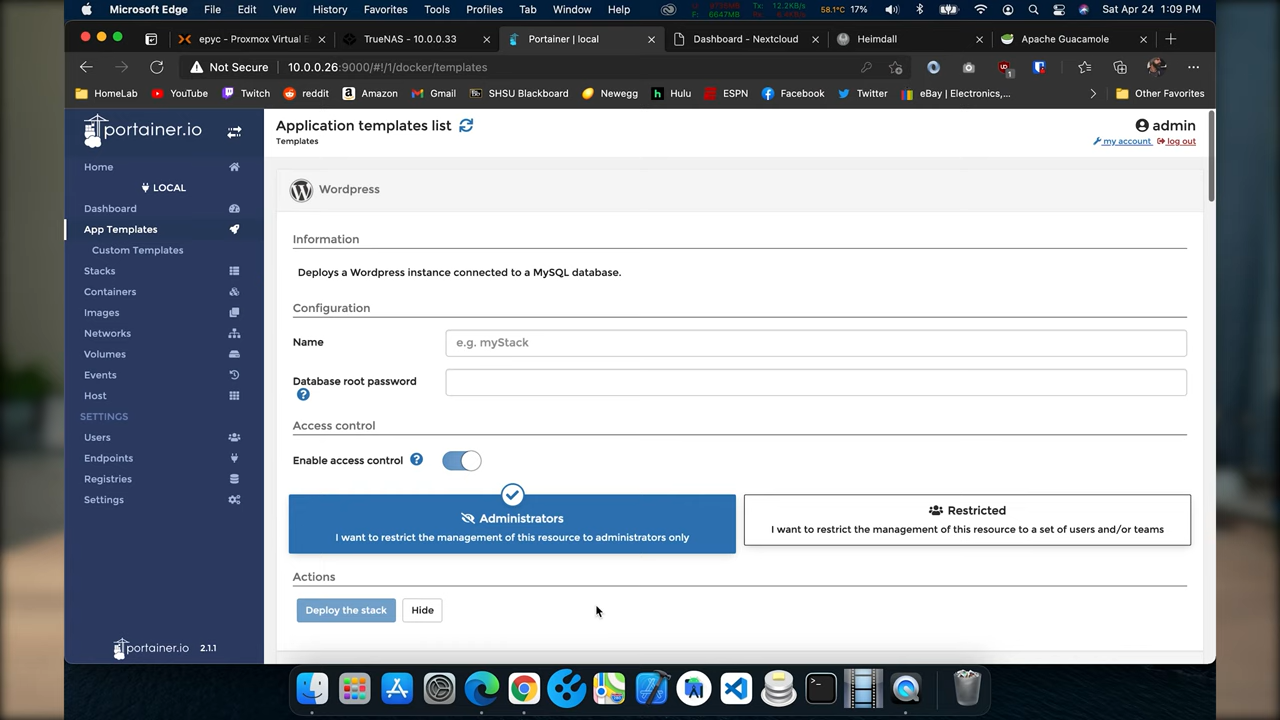 Microsoft Edge File Edit View History Favorites Tools Profiles Tab Window Help 58.1°C 17% Sat Apr 24 1:09 PM
epyc - Proxmox Virtual E TrueNAS - 10.0.0.33 Portainer | local Dashboard - Nextcloud Heimdall Apache Guacamole
Not Secure 10.0.0.26:9000/#!/1/docker/templates
HomeLab YouTube Twitch reddit Amazon Gmail SHSU Blackboard Newegg Hulu ESPN Facebook Twitter eBay | Electronics,... Other Favorites
portainer.io
Home
LOCAL
Dashboard
App Templates
Custom Templates
Stacks
Containers
Images
Networks
Volumes
Events
Host
SETTINGS
Users
Endpoints
Registries
Settings
portainer.io 2.1.1
Application templates list
Templates
admin
my account log out
Wordpress
Information
Deploys a Wordpress instance connected to a MySQL database.
Configuration
Name e.g. myStack
Database root password
Access control
Enable access control
Administrators
I want to restrict the management of this resource to administrators only
Restricted
I want to restrict the management of this resource to a set of users and/or teams
Actions
Deploy the stack Hide